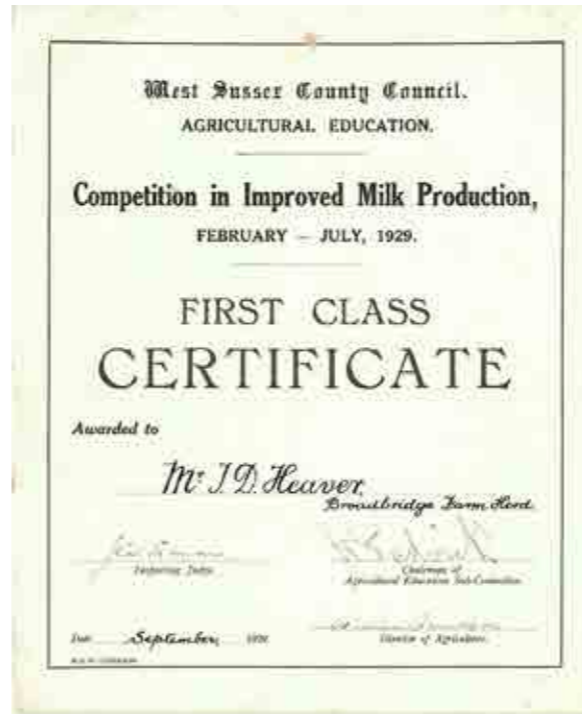 West Sussex County Council.
AGRICULTURAL EDUCATION.
Competition in Improved Milk Production,
FEBRUARY – JULY, 1929.
FIRST CLASS
CERTIFICATE
Awarded to
Mr J. D. Heaver,
Broadbridge Farm Herd.
Inspecting Judge.
Chairman of
Agricultural Education Sub-Committee.
Director of Agriculture.
Date September, 1929.